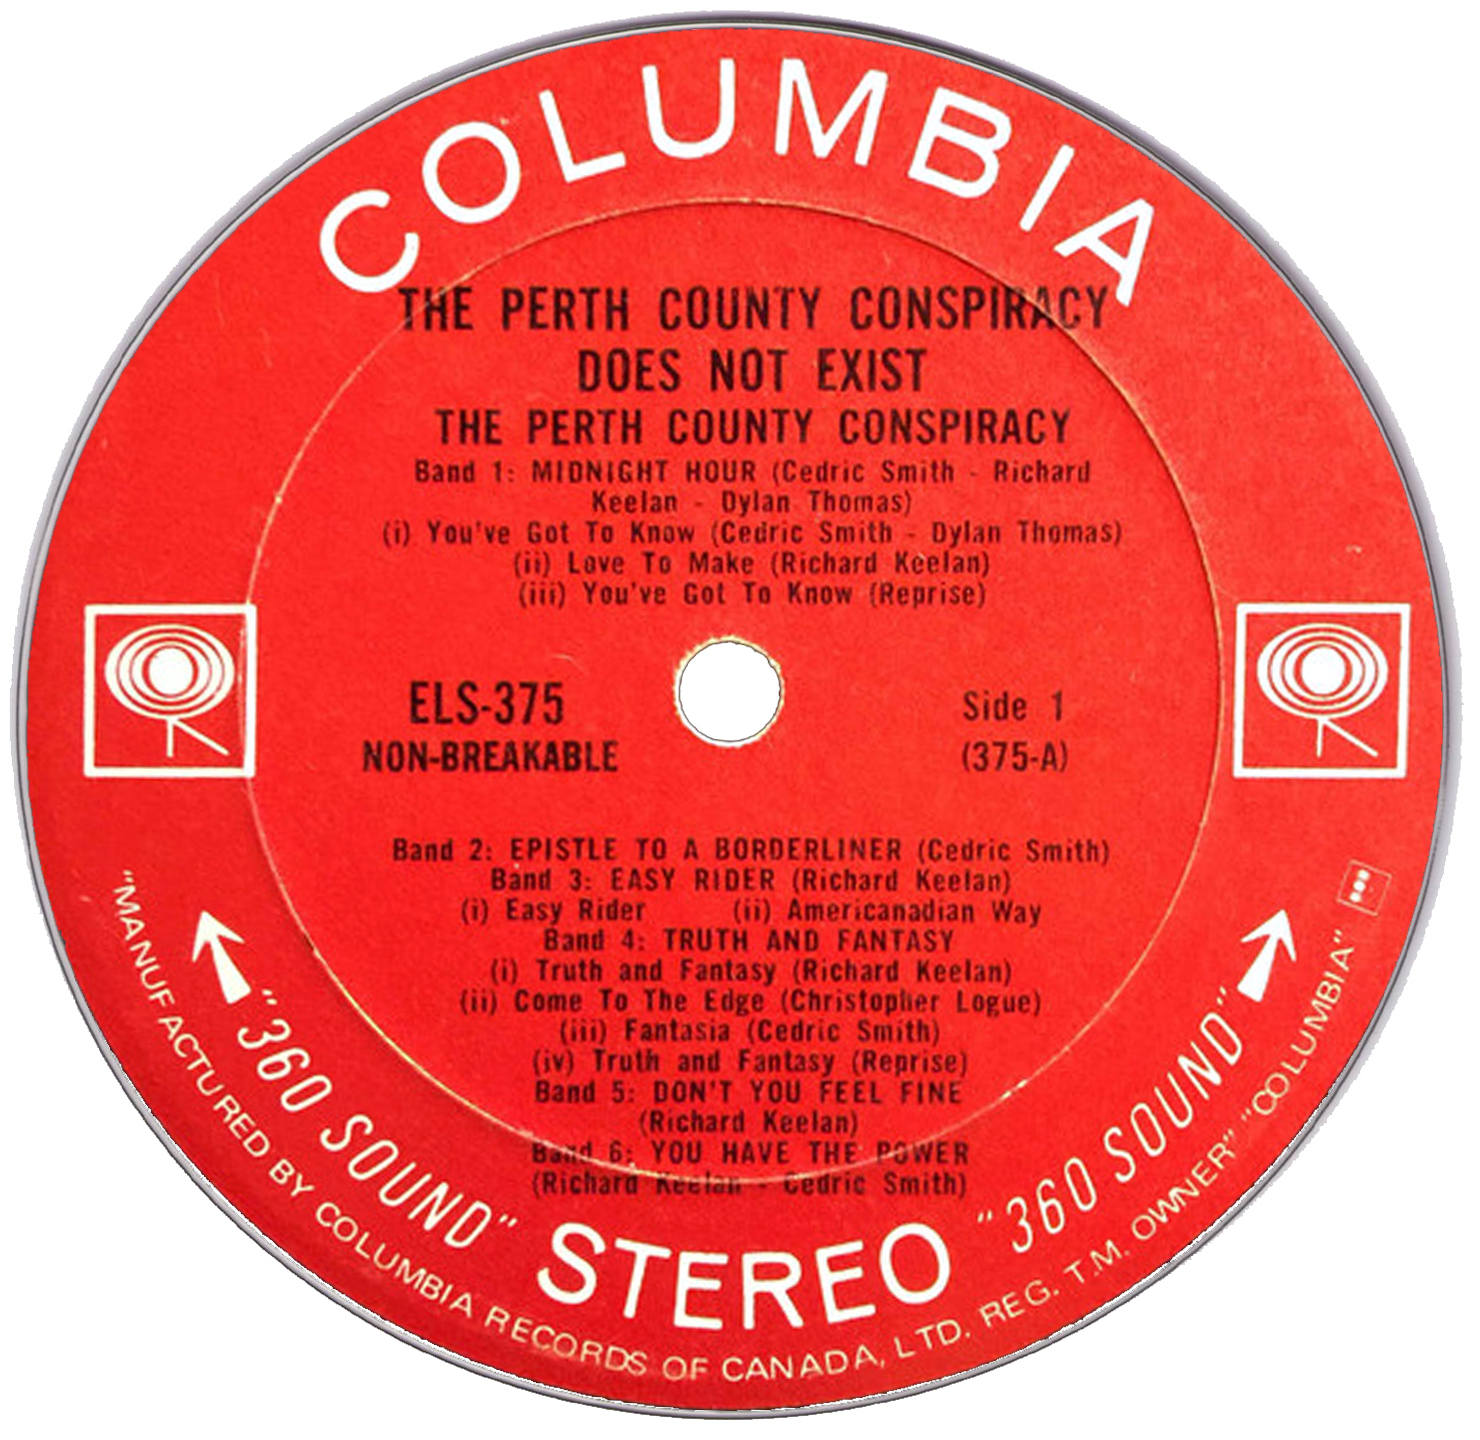 COLUMBIA
THE PERTH COUNTY CONSPIRACY
DOES NOT EXIST
THE PERTH COUNTY CONSPIRACY
Band 1: MIDNIGHT HOUR (Cedric Smith - Richard
Keelan - Dylan Thomas)
(i) You've Got To Know (Cedric Smith - Dylan Thomas)
(ii) Love To Make (Richard Keelan)
(iii) You've Got To Know (Reprise)
ELS-375
NON-BREAKABLE
Side 1
(375-A)
Band 2: EPISTLE TO A BORDERLINER (Cedric Smith)
Band 3: EASY RIDER (Richard Keelan)
(i) Easy Rider (ii) Americanadian Way
Band 4: TRUTH AND FANTASY
(i) Truth and Fantasy (Richard Keelan)
(ii) Come To The Edge (Christopher Logue)
(iii) Fantasia (Cedric Smith)
(iv) Truth and Fantasy (Reprise)
Band 5: DON'T YOU FEEL FINE
(Richard Keelan)
Band 6: YOU HAVE THE POWER
(Richard Keelan - Cedric Smith)
"360 SOUND" STEREO "360 SOUND"
"MANUFACTURED BY COLUMBIA RECORDS OF CANADA, LTD. REG. T.M. OWNER" "COLUMBIA"